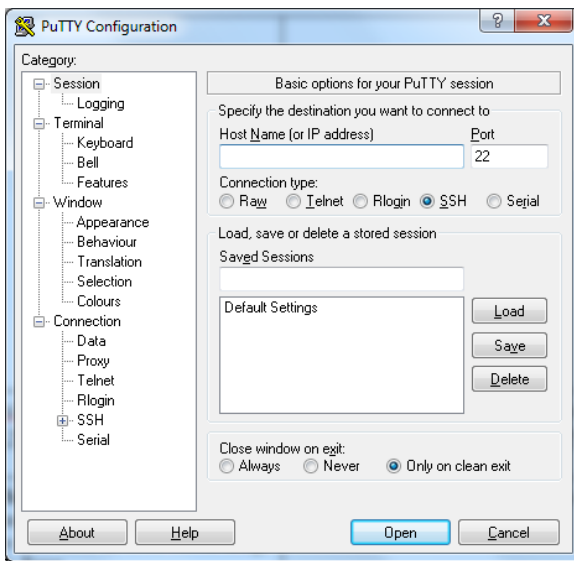 PuTTY Configuration
Category:
Session
Logging
Terminal
Keyboard
Bell
Features
Window
Appearance
Behaviour
Translation
Selection
Colours
Connection
Data
Proxy
Telnet
Rlogin
SSH
Serial
Basic options for your PuTTY session
Specify the destination you want to connect to
Host Name (or IP address) Port
22
Connection type:
Raw Telnet Rlogin SSH Serial
Load, save or delete a stored session
Saved Sessions
Default Settings
Load
Save
Delete
Close window on exit:
Always Never Only on clean exit
About Help Open Cancel